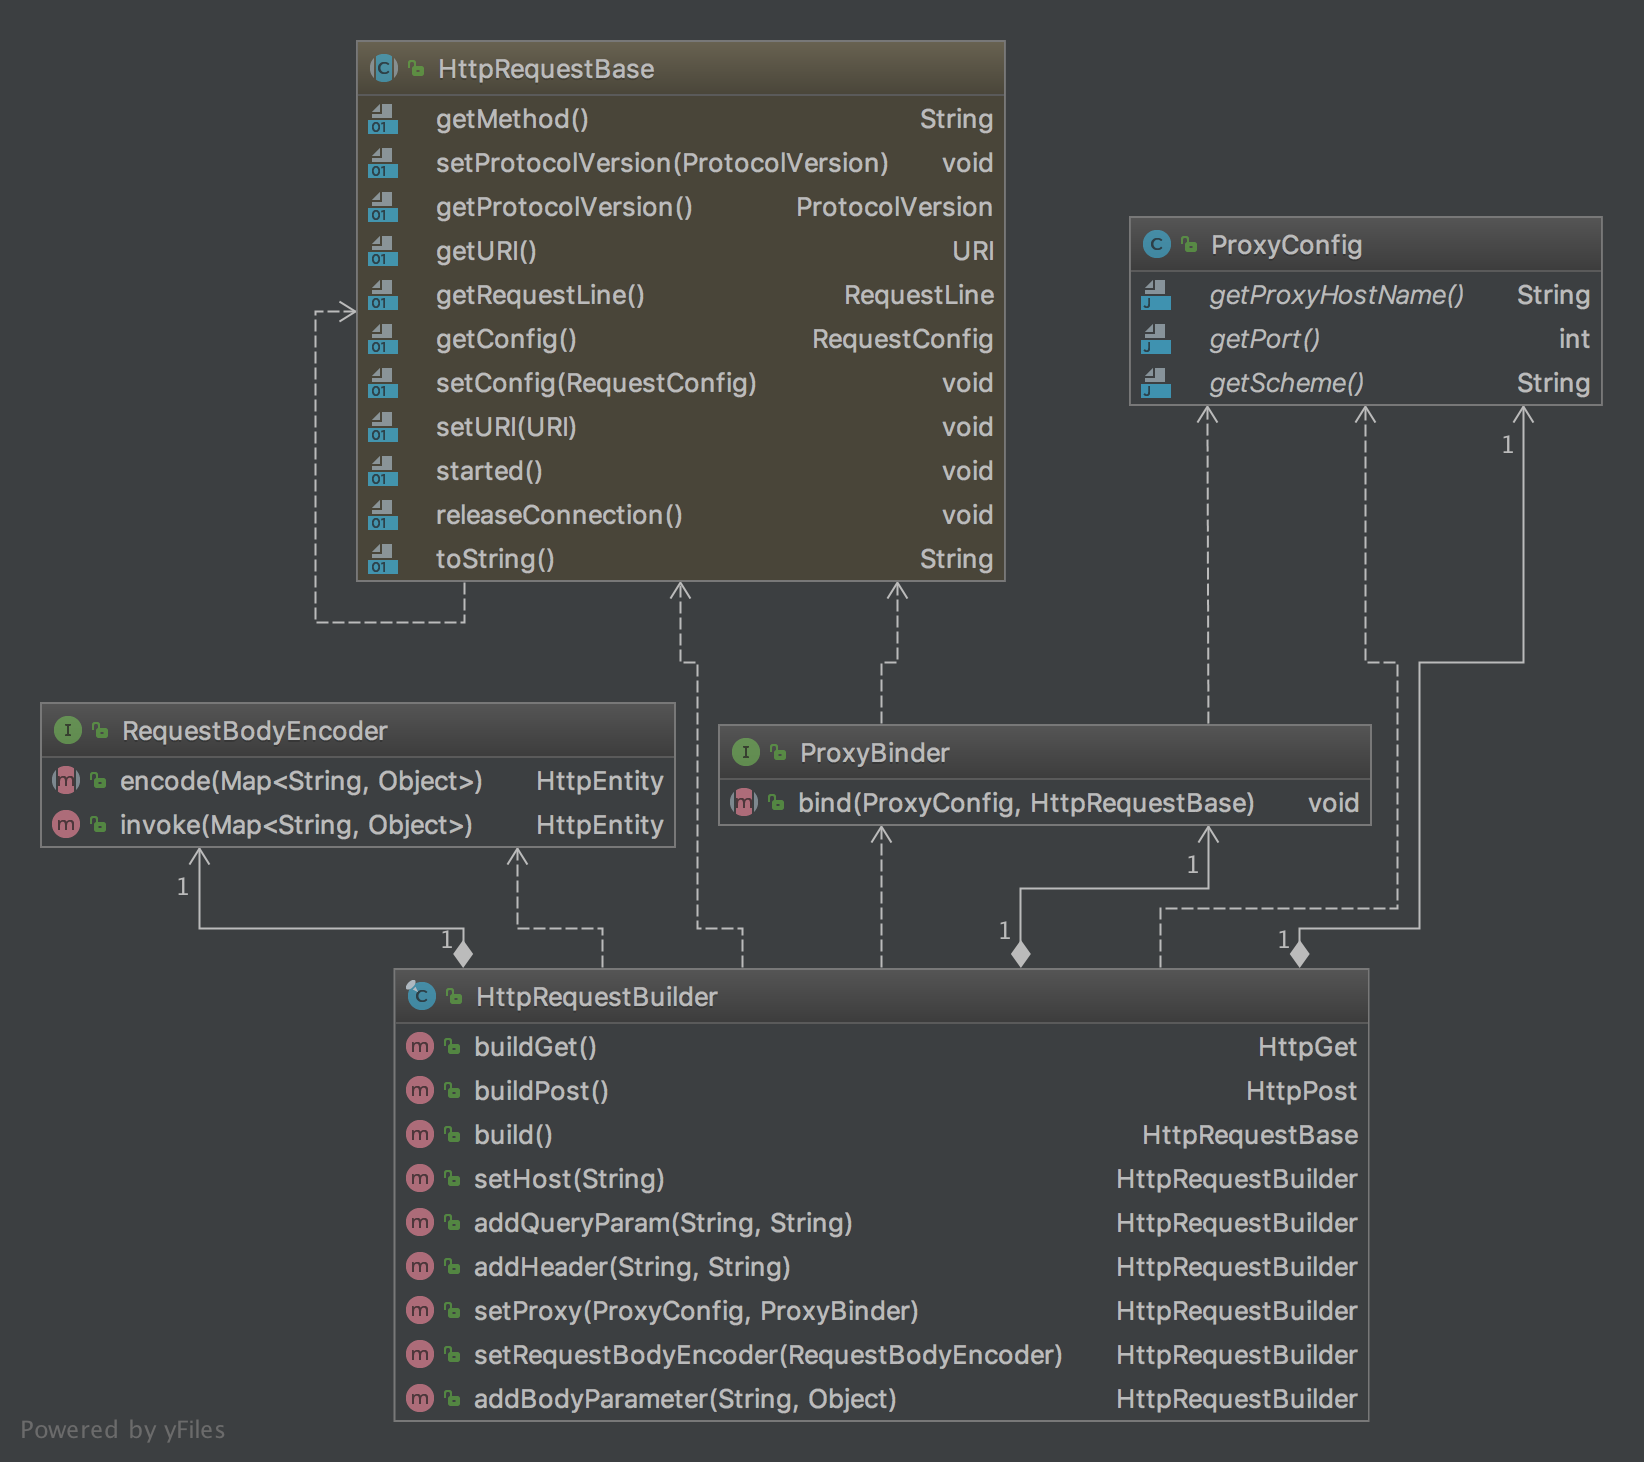 HttpRequestBase
getMethod() String
setProtocolVersion(ProtocolVersion) void
getProtocolVersion() ProtocolVersion
getURI() URI
getRequestLine() RequestLine
getConfig() RequestConfig
setConfig(RequestConfig) void
setURI(URI) void
started() void
releaseConnection() void
toString() String
ProxyConfig
getProxyHostName() String
getPort() int
getScheme() String
1
RequestBodyEncoder
encode(Map<String, Object>) HttpEntity
invoke(Map<String, Object>) HttpEntity
ProxyBinder
bind(ProxyConfig, HttpRequestBase) void
1
1
1
1
1
HttpRequestBuilder
buildGet() HttpGet
buildPost() HttpPost
build() HttpRequestBase
setHost(String) HttpRequestBuilder
addQueryParam(String, String) HttpRequestBuilder
addHeader(String, String) HttpRequestBuilder
setProxy(ProxyConfig, ProxyBinder) HttpRequestBuilder
setRequestBodyEncoder(RequestBodyEncoder) HttpRequestBuilder
addBodyParameter(String, Object) HttpRequestBuilder
Powered by yFiles